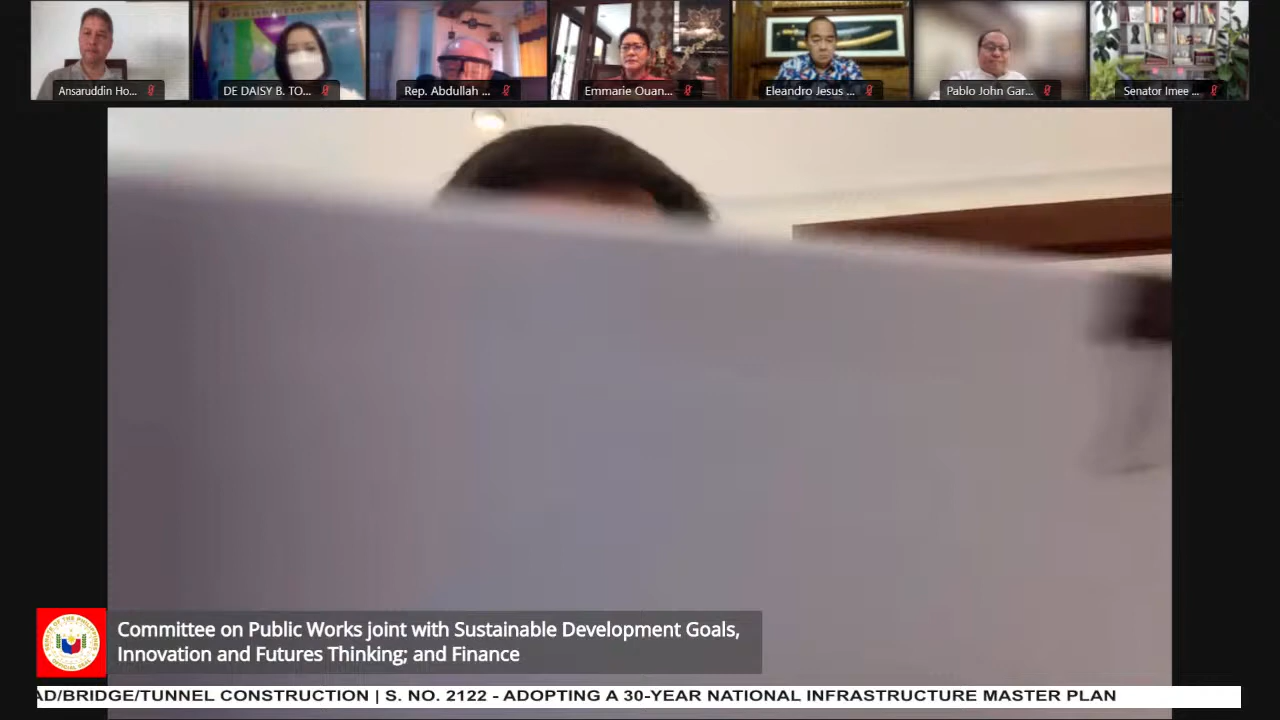 Ansaruddin Ho...
DE DAISY B. TO...
Rep. Abdullah ...
Emmarie Ouan...
Eleandro Jesus ...
Pablo John Gar...
Senator Imee ...
Committee on Public Works joint with Sustainable Development Goals,
Innovation and Futures Thinking; and Finance
AD/BRIDGE/TUNNEL CONSTRUCTION | S. NO. 2122 - ADOPTING A 30-YEAR NATIONAL INFRASTRUCTURE MASTER PLAN